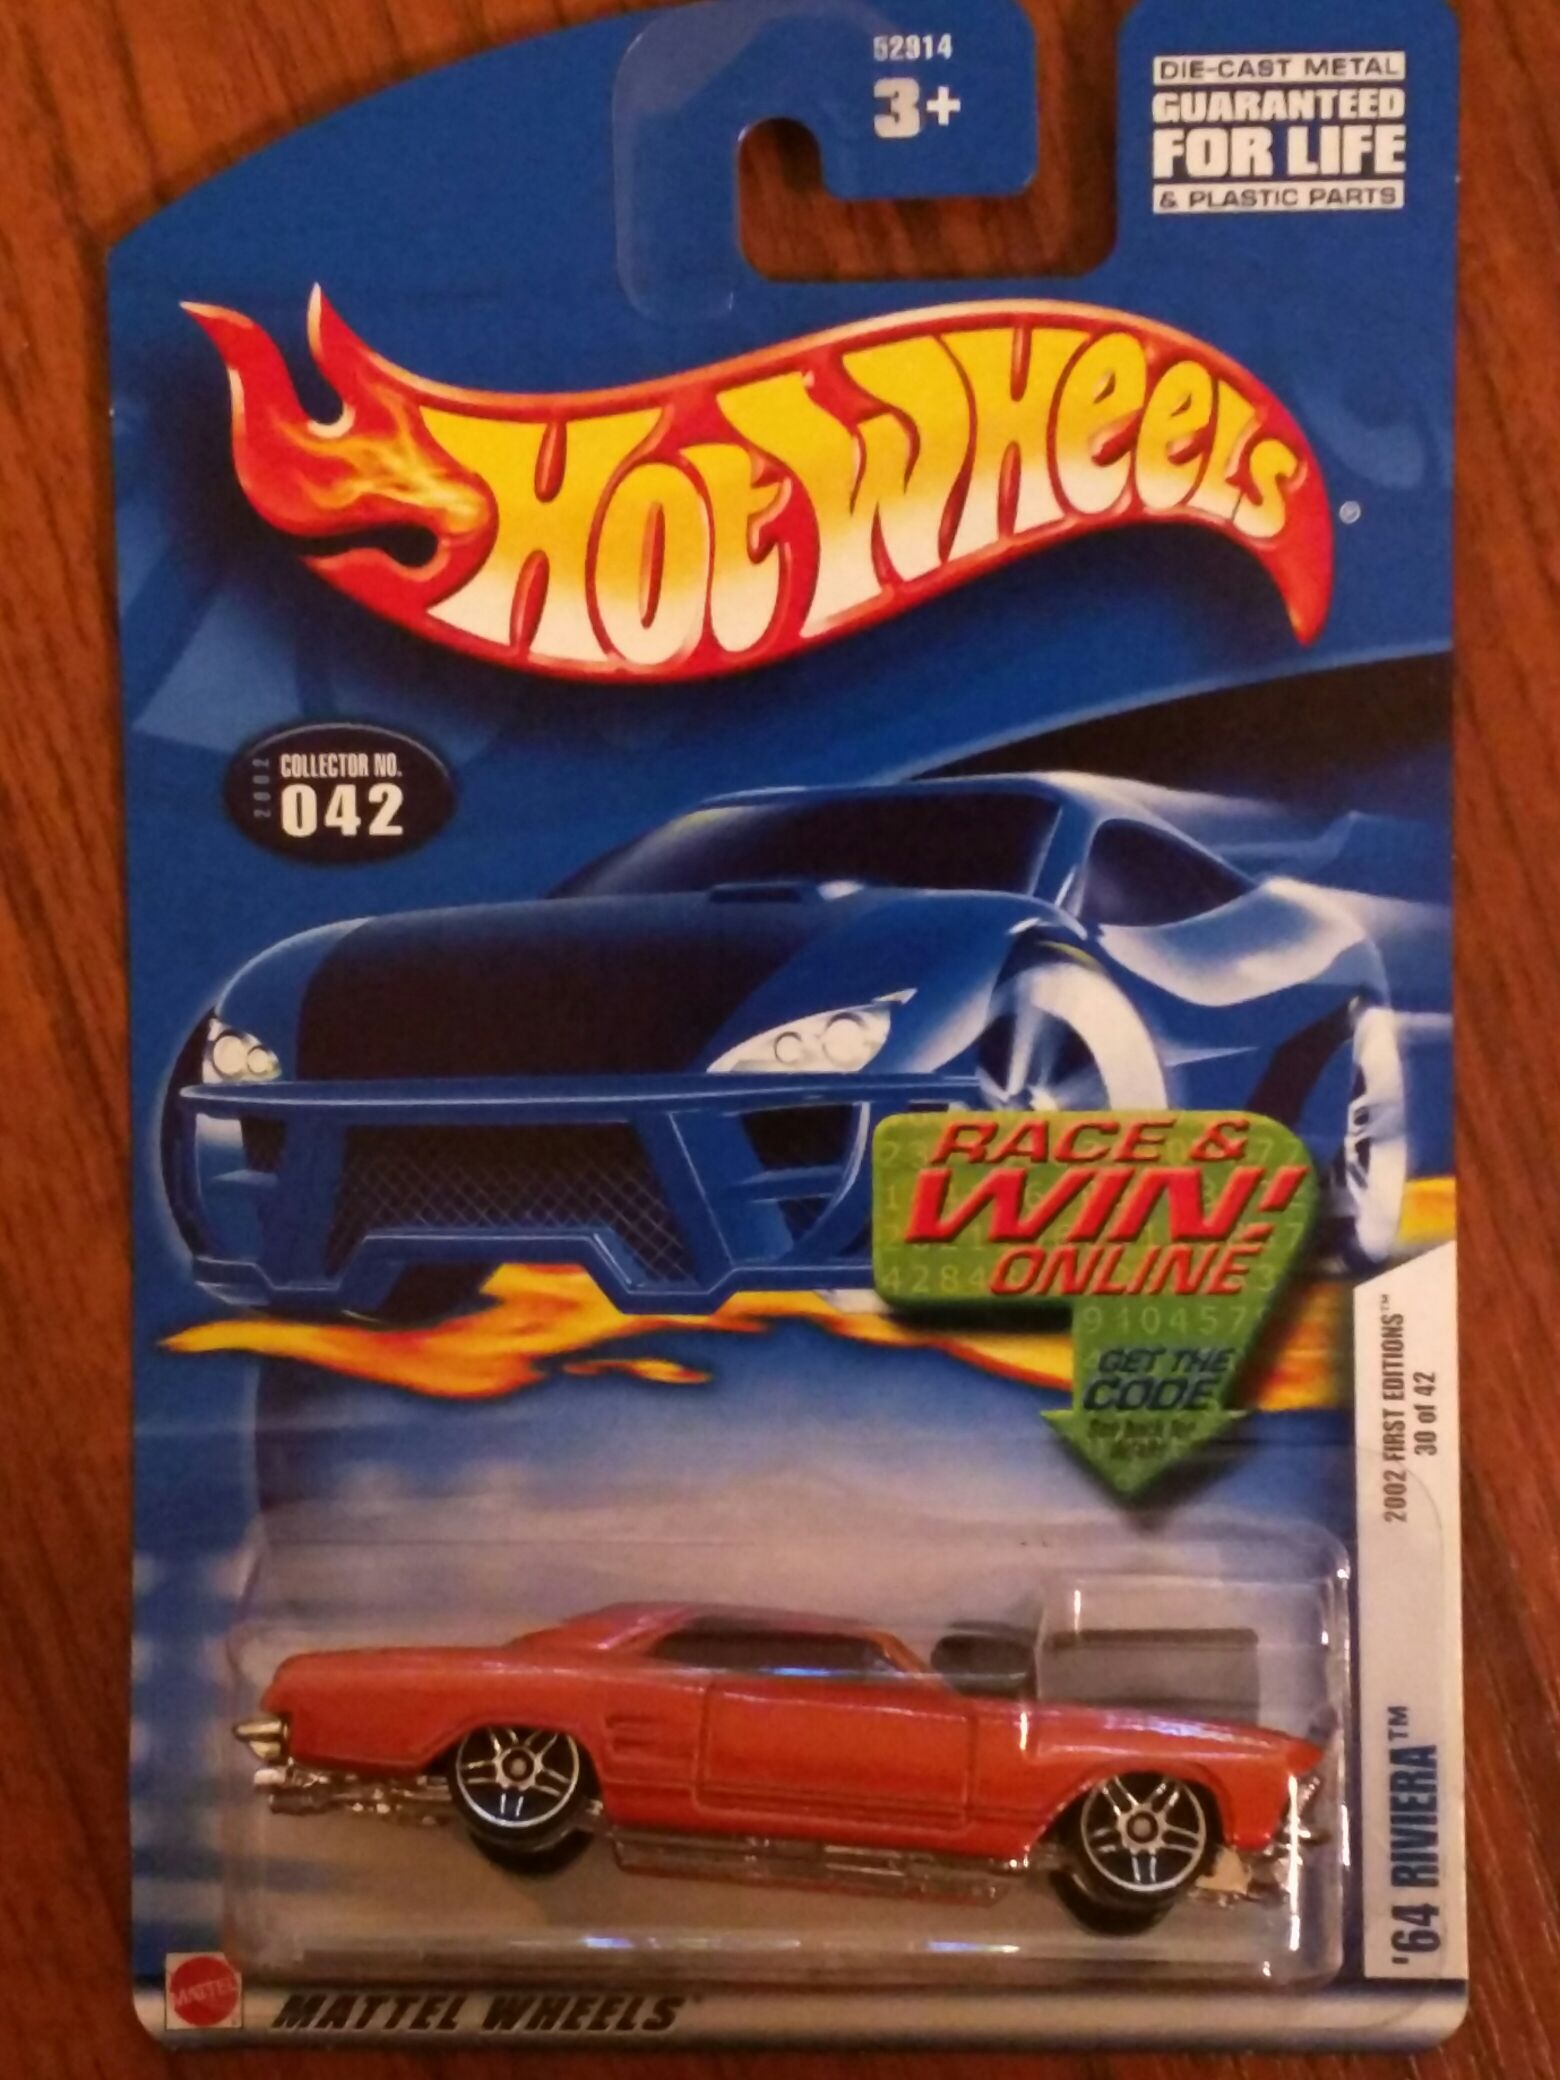 52914
3+
DIE-CAST METAL
GUARANTEED
FOR LIFE
& PLASTIC PARTS
HOT WHEELS®
2002
COLLECTOR NO.
042
RACE &
WIN!
ONLINE
940457
GET THE
CODE
2002 FIRST EDITIONS™
30 of 42
'64 RIVIERA™
MATTEL
MATTEL WHEELS